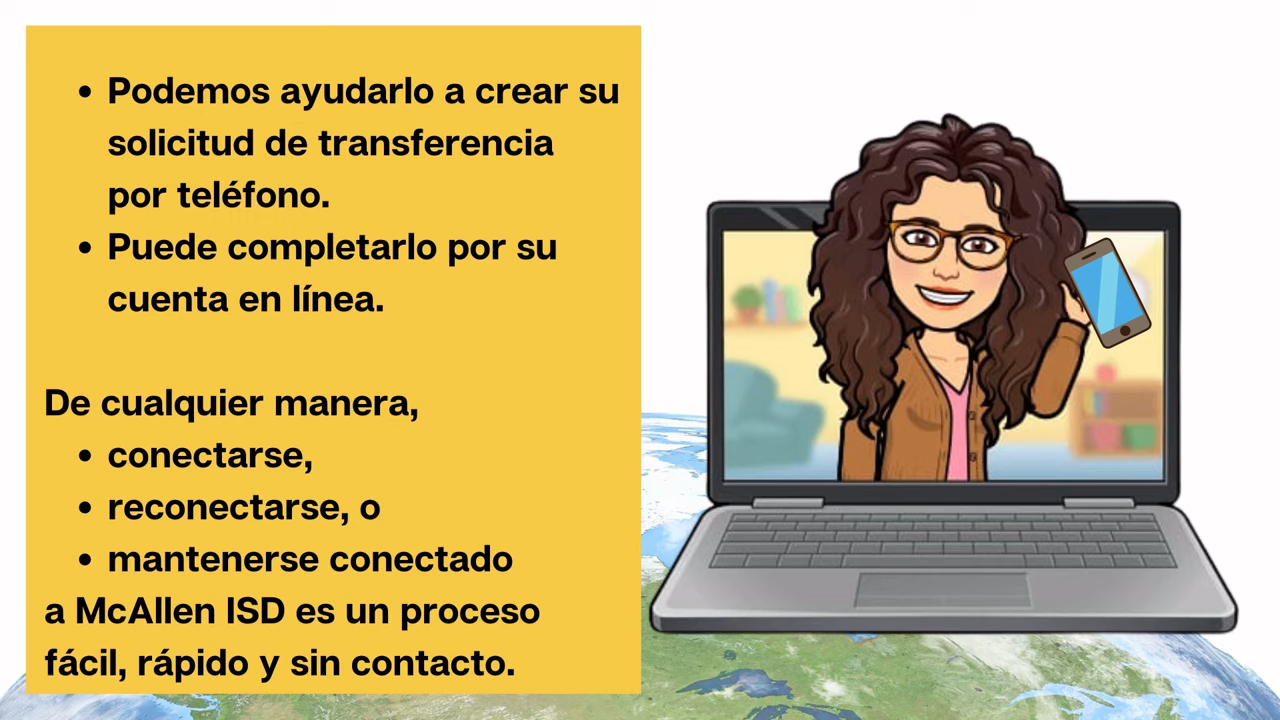 • Podemos ayudarlo a crear su
solicitud de transferencia
por teléfono.
• Puede completarlo por su
cuenta en línea.
De cualquier manera,
• conectarse,
• reconectarse, o
• mantenerse conectado
a McAllen ISD es un proceso
fácil, rápido y sin contacto.